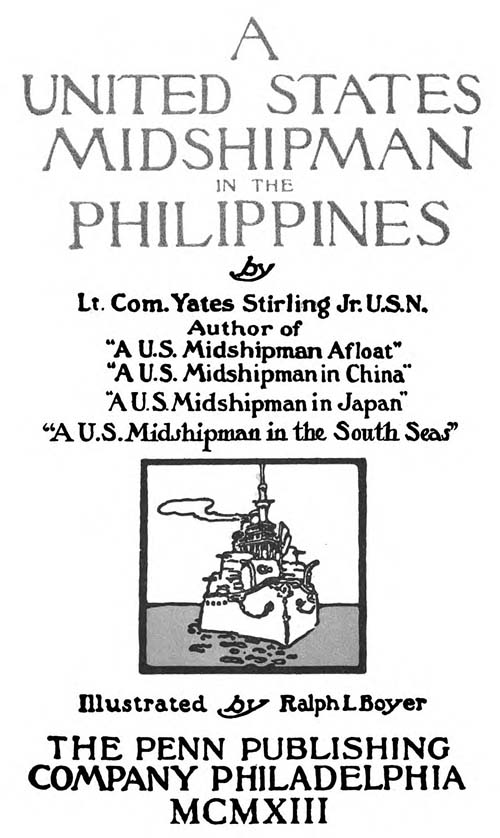 A
UNITED STATES
MIDSHIPMAN
IN THE
PHILIPPINES
by
Lt. Com. Yates Stirling Jr. U.S.N.
Author of
"A U.S. Midshipman Afloat"
"A U.S. Midshipman in China"
"A U.S. Midshipman in Japan"
"A U.S. Midshipman in the South Seas"
Illustrated by Ralph L Boyer
THE PENN PUBLISHING
COMPANY PHILADELPHIA
MCMXIII